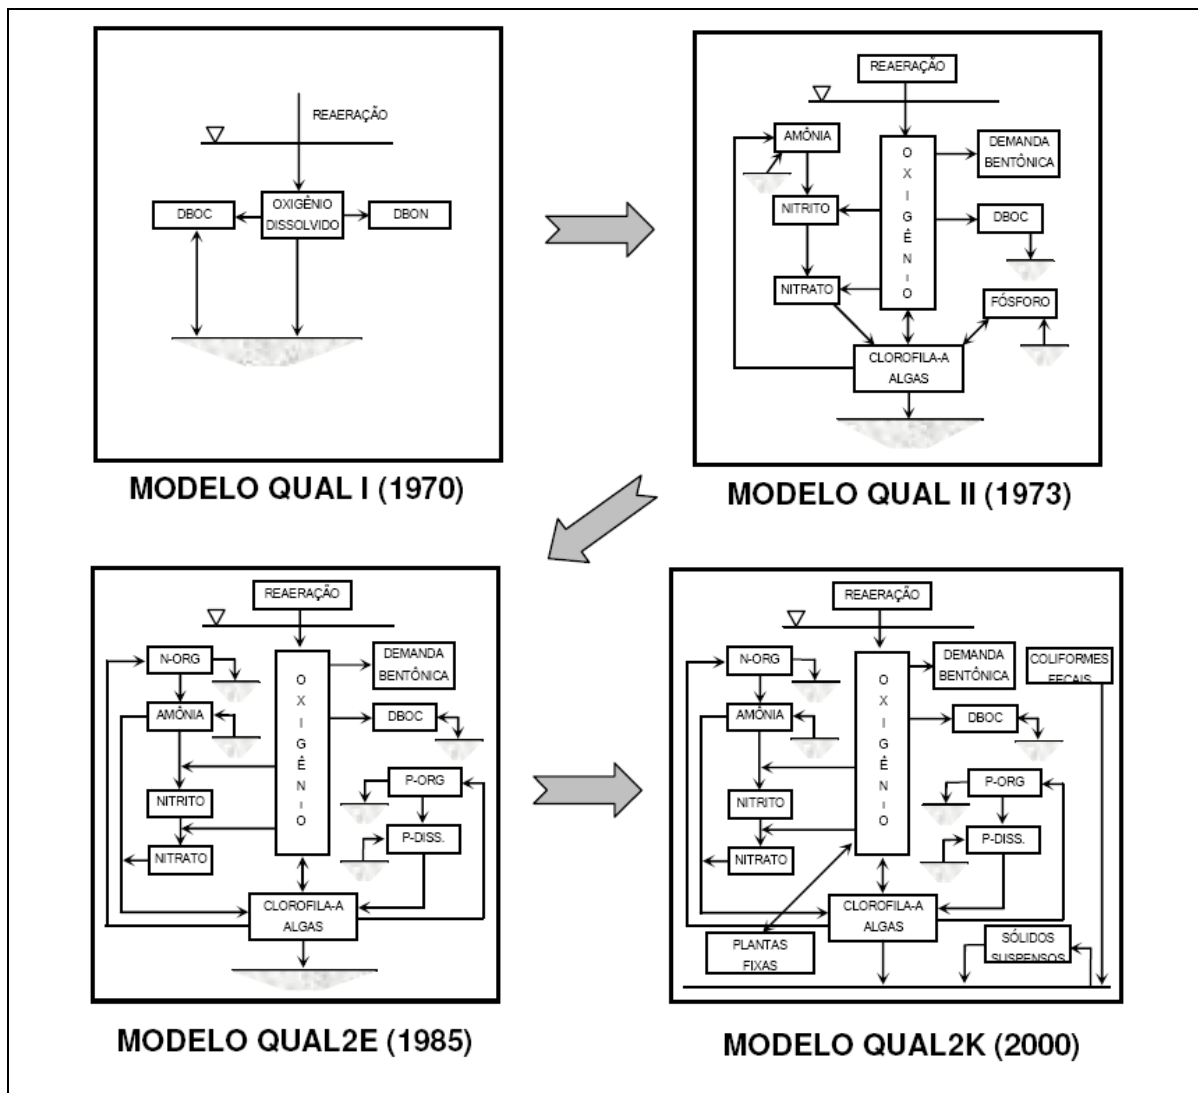 REAERAÇÃO
DBOC
OXIGÊNIO
DISSOLVIDO
DBON
MODELO QUAL I (1970)
REAERAÇÃO
AMÔNIA
OXIGÊNIO
DEMANDA
BENTÔNICA
NITRITO
DBOC
NITRATO
FÓSFORO
CLOROFILA-A
ALGAS
MODELO QUAL II (1973)
REAERAÇÃO
N-ORG
OXIGÊNIO
DEMANDA
BENTÔNICA
AMÔNIA
DBOC
P-ORG
NITRITO
P-DISS.
NITRATO
CLOROFILA-A
ALGAS
MODELO QUAL2E (1985)
REAERAÇÃO
N-ORG
OXIGÊNIO
DEMANDA
BENTÔNICA
COLIFORMES
FECAIS
AMÔNIA
DBOC
P-ORG
NITRITO
P-DISS.
NITRATO
CLOROFILA-A
ALGAS
PLANTAS
FIXAS
SÓLIDOS
SUSPENSOS
MODELO QUAL2K (2000)